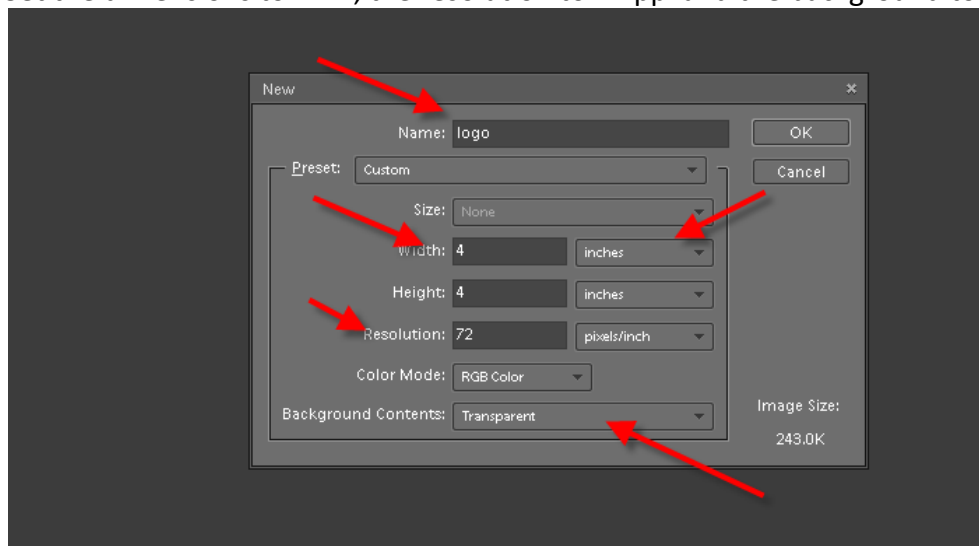 New
Name: logo
OK
Preset: Custom
Cancel
Size: None
Width: 4 inches
Height: 4 inches
Resolution: 72 pixels/inch
Color Mode: RGB Color
Background Contents: Transparent
Image Size:
243.0K